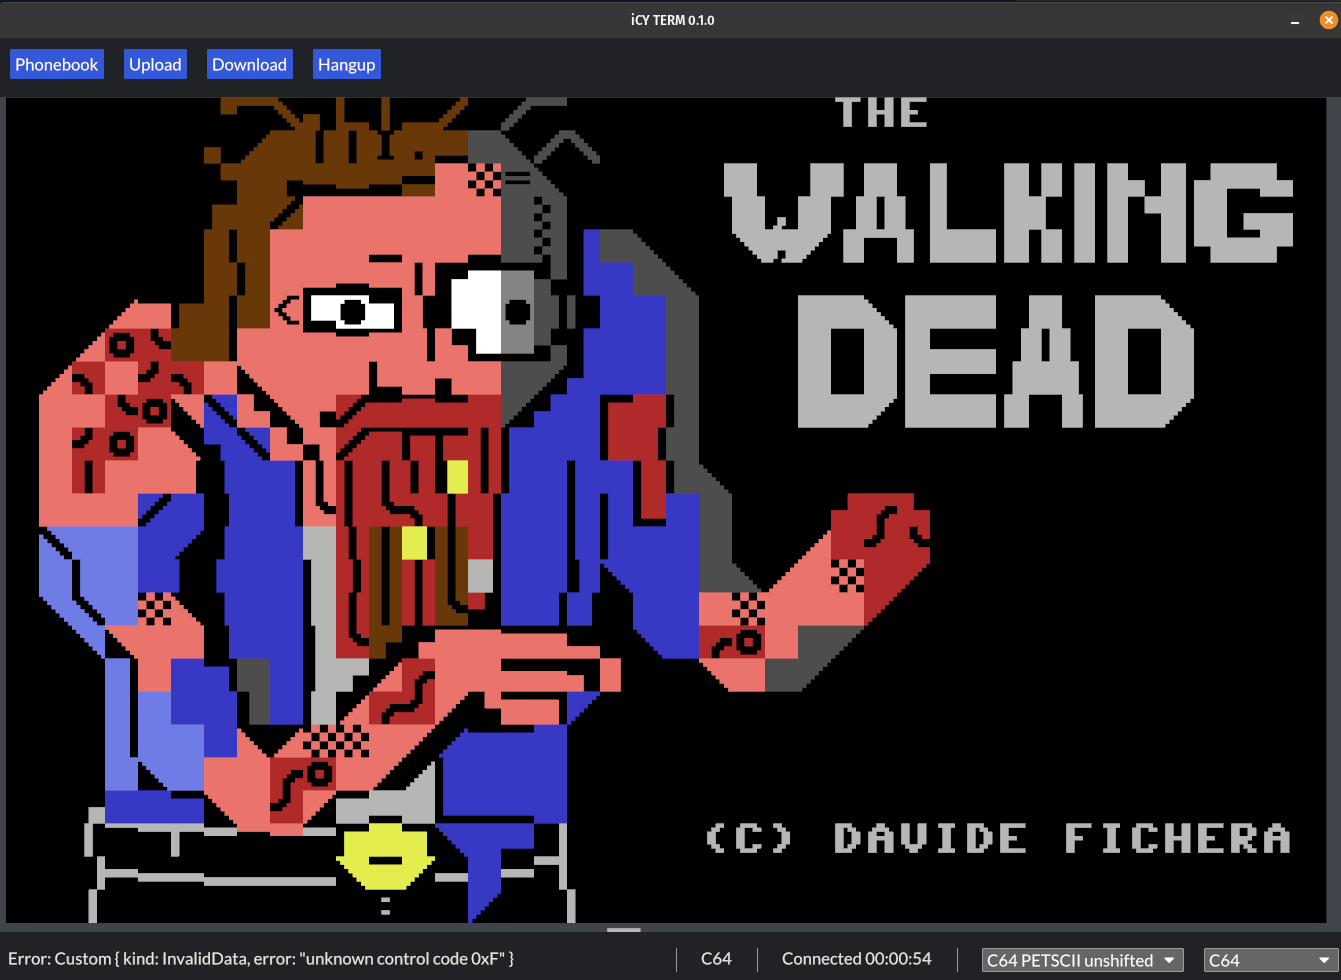 iCY TERM 0.1.0
Phonebook Upload Download Hangup
THE
WALKING
DEAD
(C) DAVIDE FICHERA
Error: Custom { kind: InvalidData, error: "unknown control code 0xF" } C64 Connected 00:00:54 C64 PETSCII unshifted C64